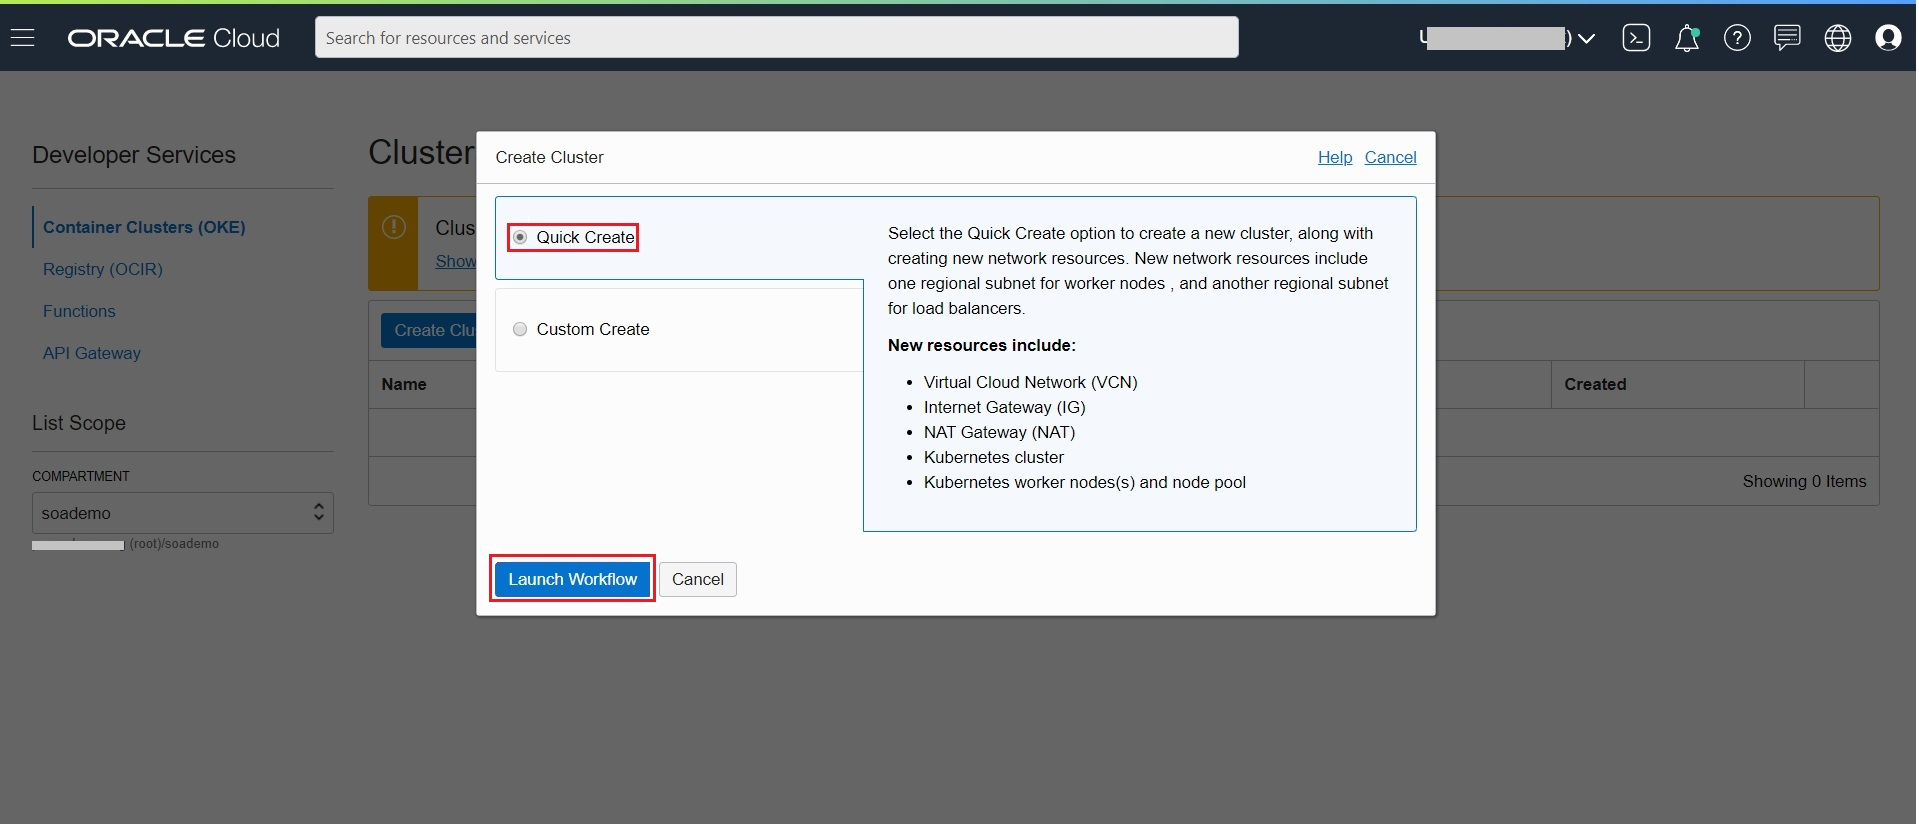 ORACLE Cloud
Search for resources and services
Developer Services
Container Clusters (OKE)
Registry (OCIR)
Functions
API Gateway
List Scope
COMPARTMENT
soademo
(root)/soademo
Cluster
Clus
Show
Create Clu
Name
Created
Showing 0 Items
Create Cluster
Help Cancel
Quick Create
Custom Create
Select the Quick Create option to create a new cluster, along with
creating new network resources. New network resources include
one regional subnet for worker nodes , and another regional subnet
for load balancers.
New resources include:
• Virtual Cloud Network (VCN)
• Internet Gateway (IG)
• NAT Gateway (NAT)
• Kubernetes cluster
• Kubernetes worker nodes(s) and node pool
Launch Workflow Cancel